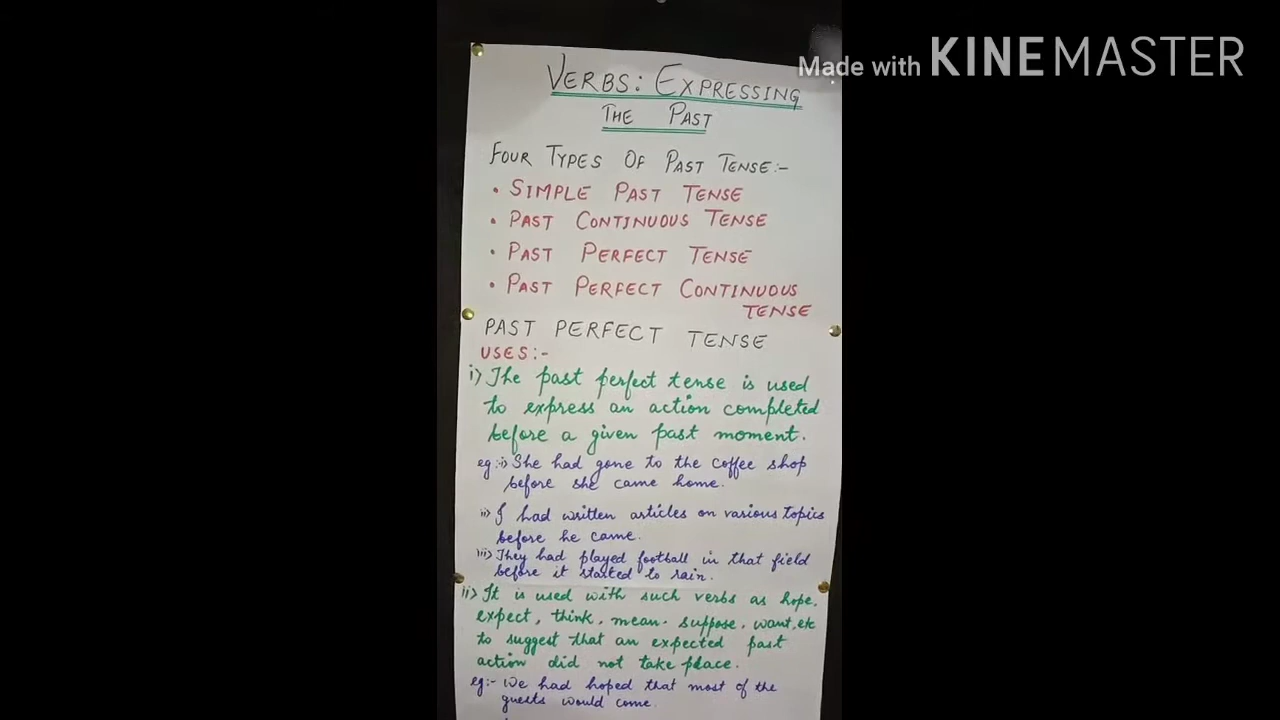 Made with KINEMASTER
VERBS: EXPRESSING
THE PAST
FOUR TYPES OF PAST TENSE:-
• SIMPLE PAST TENSE
• PAST CONTINUOUS TENSE
• PAST PERFECT TENSE
• PAST PERFECT CONTINUOUS
TENSE
PAST PERFECT TENSE
USES:-
i) The past perfect tense is used
to express an action completed
before a given past moment.
eg:-i) She had gone to the coffee shop
before she came home.
ii) I had written articles on various topics
before he came.
iii) They had played football in that field
before it started to rain.
ii) It is used with such verbs as hope,
expect, think, mean, suppose, want, etc
to suggest that an expected past
action did not take place.
eg:- We had hoped that most of the
guests would come.